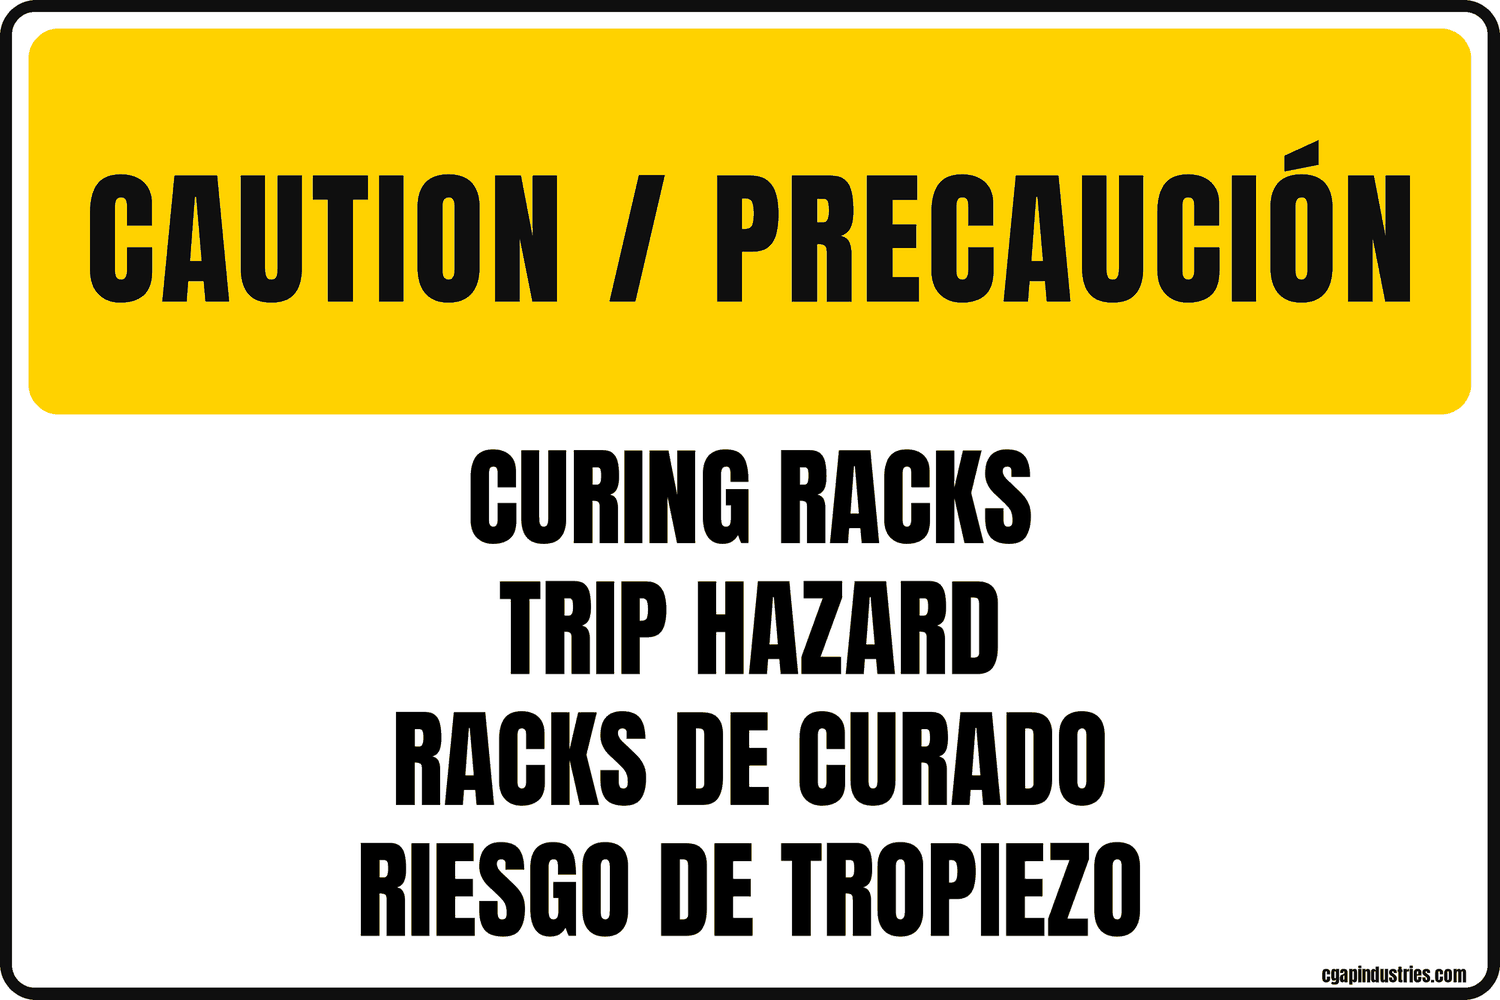 CAUTION / PRECAUCIÓN
CURING RACKS
TRIP HAZARD
RACKS DE CURADO
RIESGO DE TROPIEZO
cgapindustries.com